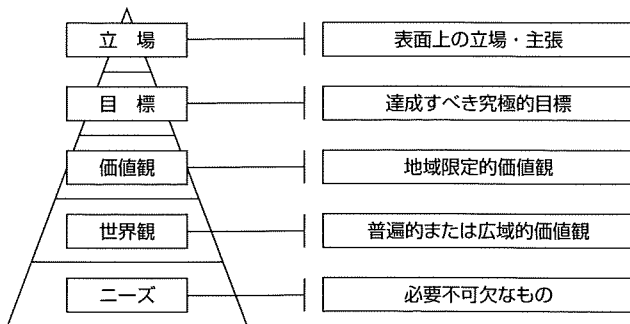 立場
表面上の立場・主張
目標
達成すべき究極的目標
価値観
地域限定的価値観
世界観
普遍的または広域的価値観
ニーズ
必要不可欠なもの